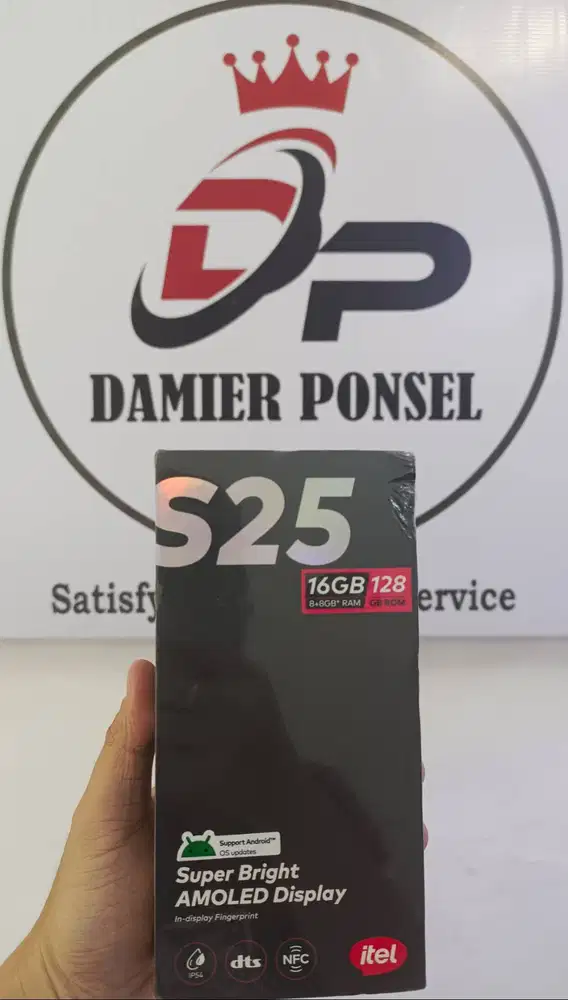 DP
DAMIER PONSEL
Satisfy ervice
S25
16GB 128
8+8GB* RAM GB ROM
Support Android™
OS updates
Super Bright
AMOLED Display
In-display Fingerprint
IP54 dts NFC itel